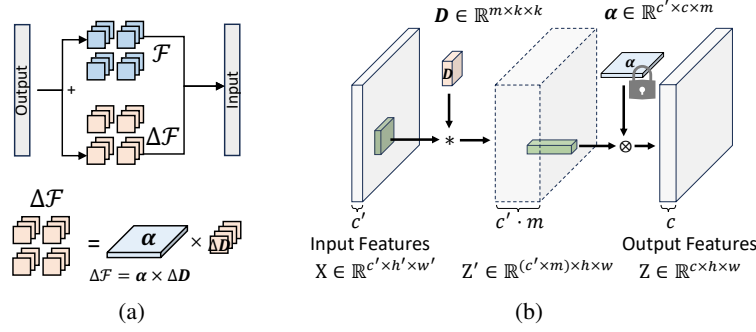 Output
+
ℱ
Δℱ
Input
Δℱ
=
α
×
ΔD
Δℱ = α × ΔD
(a)
D ∈ ℝ^{m×k×k}
α ∈ ℝ^{c′×c×m}
D
α
*
⊗
c′
c′ · m
c
Input Features
Output Features
X ∈ ℝ^{c′×h′×w′}
Z′ ∈ ℝ^{(c′×m)×h×w}
Z ∈ ℝ^{c×h×w}
(b)